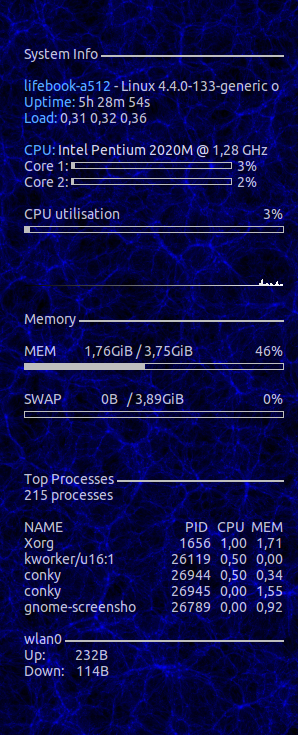 System Info
lifebook-a512 - Linux 4.4.0-133-generic o
Uptime: 5h 28m 54s
Load: 0,31 0,32 0,36
CPU: Intel Pentium 2020M @ 1,28 GHz
Core 1: 3%
Core 2: 2%
CPU utilisation 3%
Memory
MEM 1,76GiB / 3,75GiB 46%
SWAP 0B / 3,89GiB 0%
Top Processes
215 processes
NAME PID CPU MEM
Xorg 1656 1,00 1,71
kworker/u16:1 26119 0,50 0,00
conky 26944 0,50 0,34
conky 26945 0,00 1,55
gnome-screensho 26789 0,00 0,92
wlan0
Up: 232B
Down: 114B